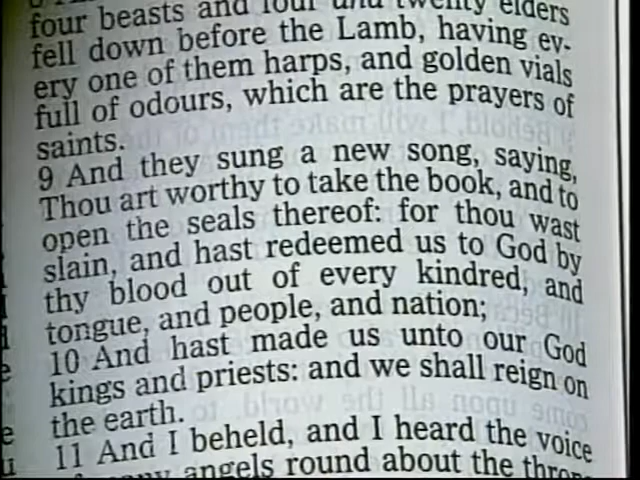 four beasts and four and twenty elders
fell down before the Lamb, having ev-
ery one of them harps, and golden vials
full of odours, which are the prayers of
saints.
9 And they sung a new song, saying,
Thou art worthy to take the book, and to
open the seals thereof: for thou wast
slain, and hast redeemed us to God by
thy blood out of every kindred, and
tongue, and people, and nation;
10 And hast made us unto our God
kings and priests: and we shall reign on
the earth.
11 And I beheld, and I heard the voice
of many angels round about the throne